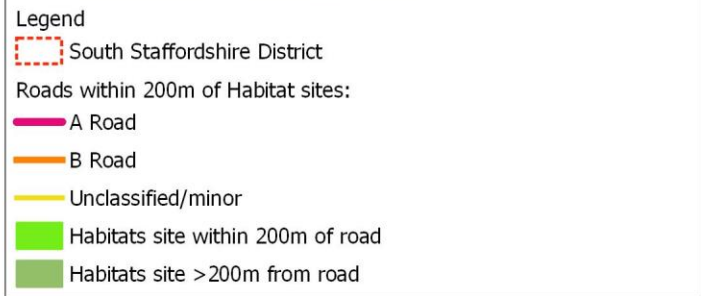 Legend
South Staffordshire District
Roads within 200m of Habitat sites:
A Road
B Road
Unclassified/minor
Habitats site within 200m of road
Habitats site >200m from road